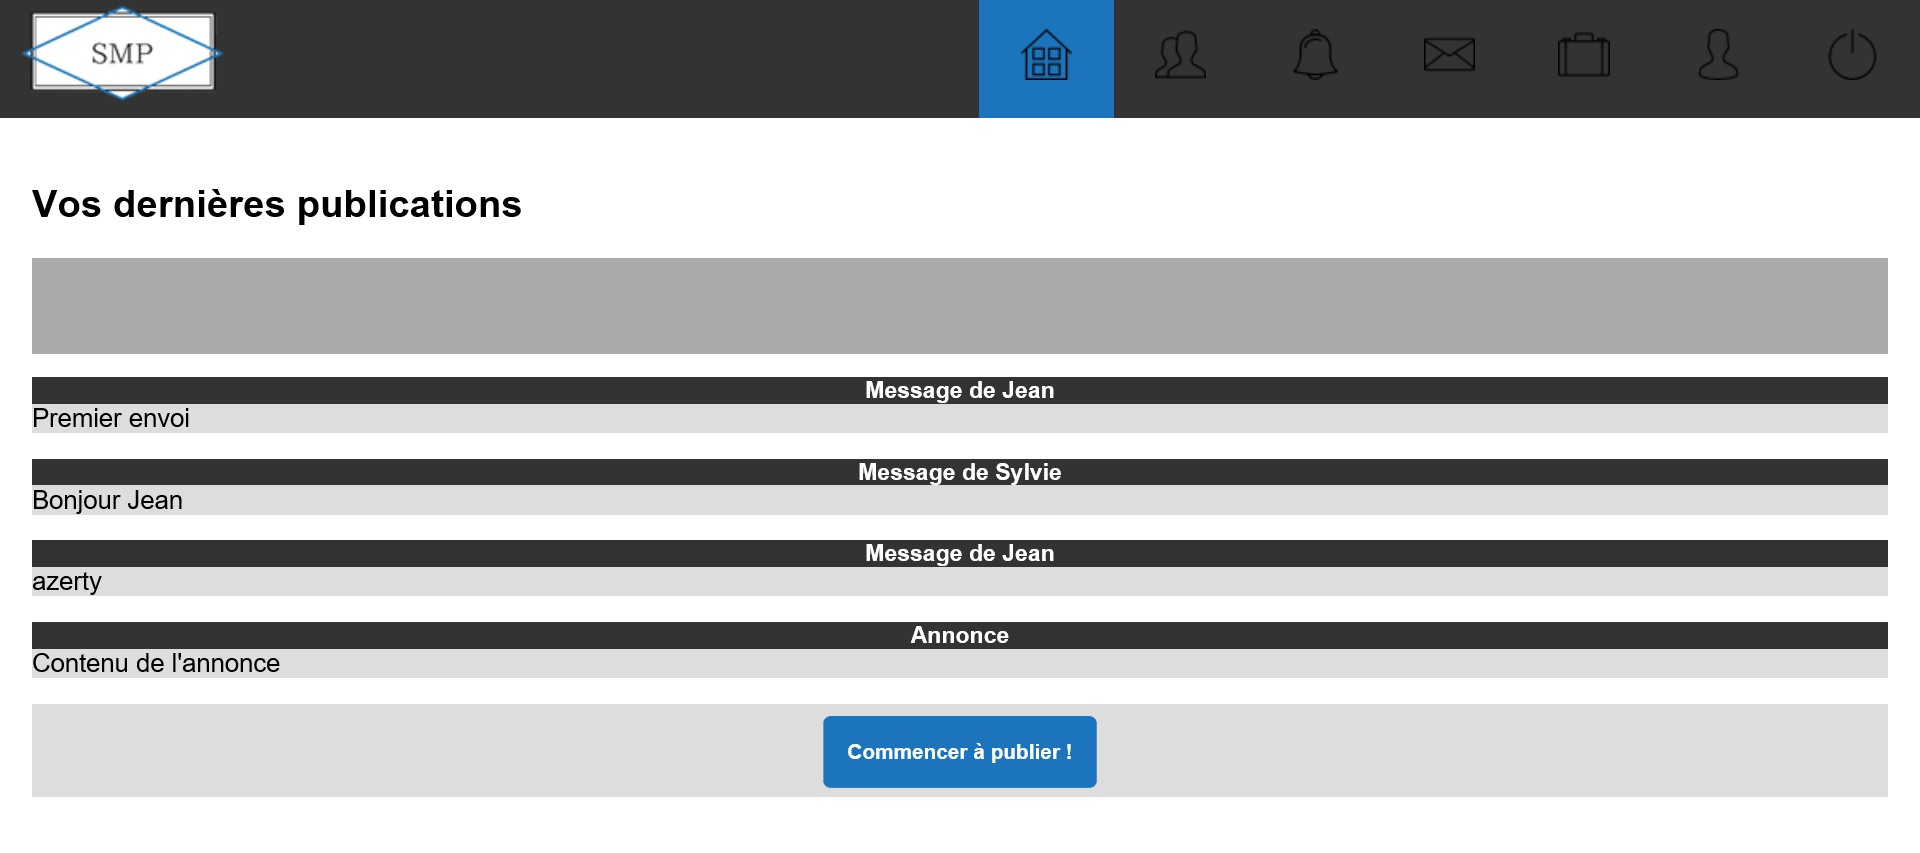 SMP
Vos dernières publications
Message de Jean
Premier envoi
Message de Sylvie
Bonjour Jean
Message de Jean
azerty
Annonce
Contenu de l'annonce
Commencer à publier !